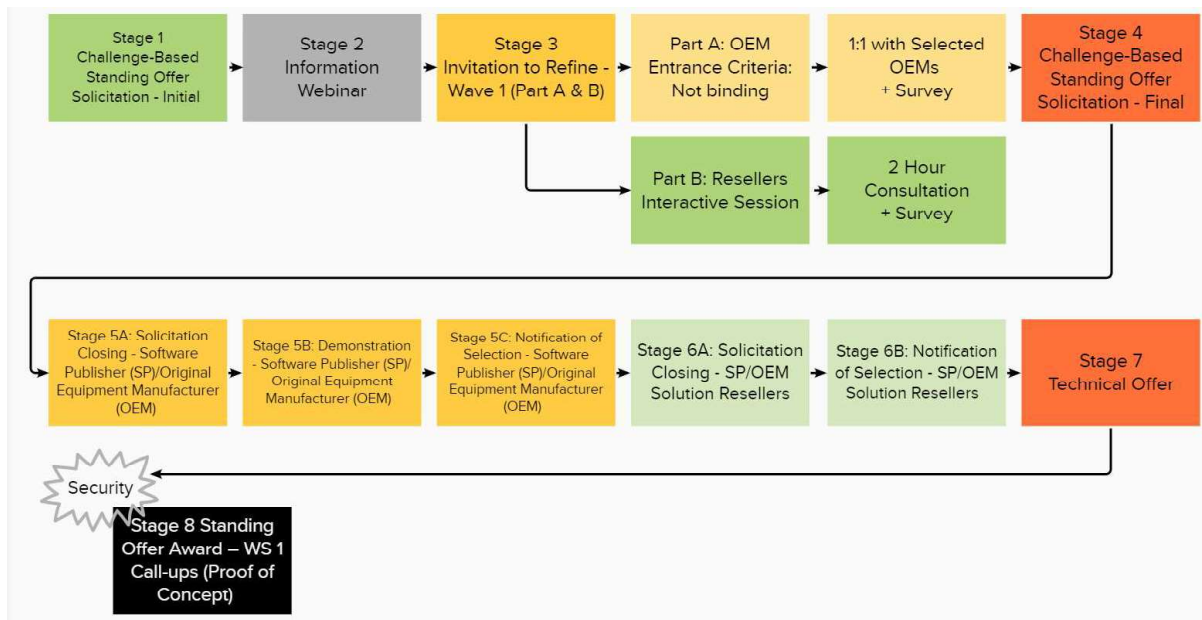 Stage 1
Challenge-Based
Standing Offer
Solicitation - Initial
Stage 2
Information
Webinar
Stage 3
Invitation to Refine -
Wave 1 (Part A & B)
Part A: OEM
Entrance Criteria:
Not binding
1:1 with Selected
OEMs
+ Survey
Stage 4
Challenge-Based
Standing Offer
Solicitation - Final
Part B: Resellers
Interactive Session
2 Hour
Consultation
+ Survey
Stage 5A: Solicitation
Closing - Software
Publisher (SP)/Original
Equipment Manufacturer
(OEM)
Stage 5B: Demonstration
- Software Publisher (SP)/
Original Equipment
Manufacturer (OEM)
Stage 5C: Notification of
Selection - Software
Publisher (SP)/Original
Equipment Manufacturer
(OEM)
Stage 6A: Solicitation
Closing - SP/OEM
Solution Resellers
Stage 6B: Notification
of Selection - SP/OEM
Solution Resellers
Stage 7
Technical Offer
Security
Stage 8 Standing
Offer Award – WS 1
Call-ups (Proof of
Concept)